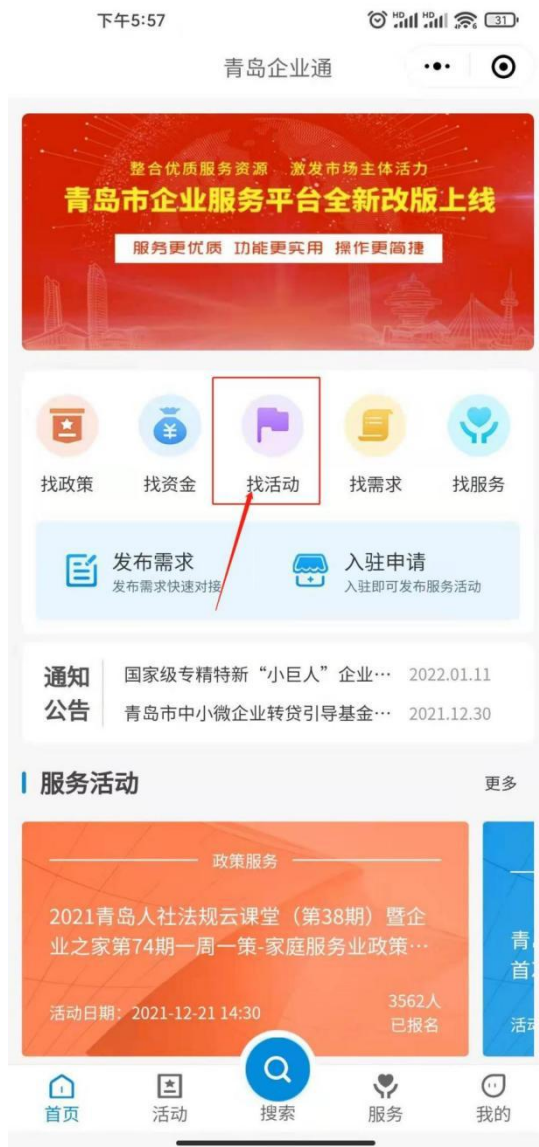 下午5:57
HD HD 31
青岛企业通
整合优质服务资源 激发市场主体活力
青岛市企业服务平台全新改版上线
服务更优质 功能更实用 操作更简捷
找政策 找资金 找活动 找需求 找服务
发布需求
发布需求快速对接
入驻申请
入驻即可发布服务活动
通知
公告
国家级专精特新“小巨人”企业… 2022.01.11
青岛市中小微企业转贷引导基金… 2021.12.30
服务活动 更多
政策服务
2021青岛人社法规云课堂（第38期）暨企
业之家第74期一周一策-家庭服务业政策…
活动日期：2021-12-21 14:30
3562人
已报名
青
首
活动
首页 活动 搜索 服务 我的